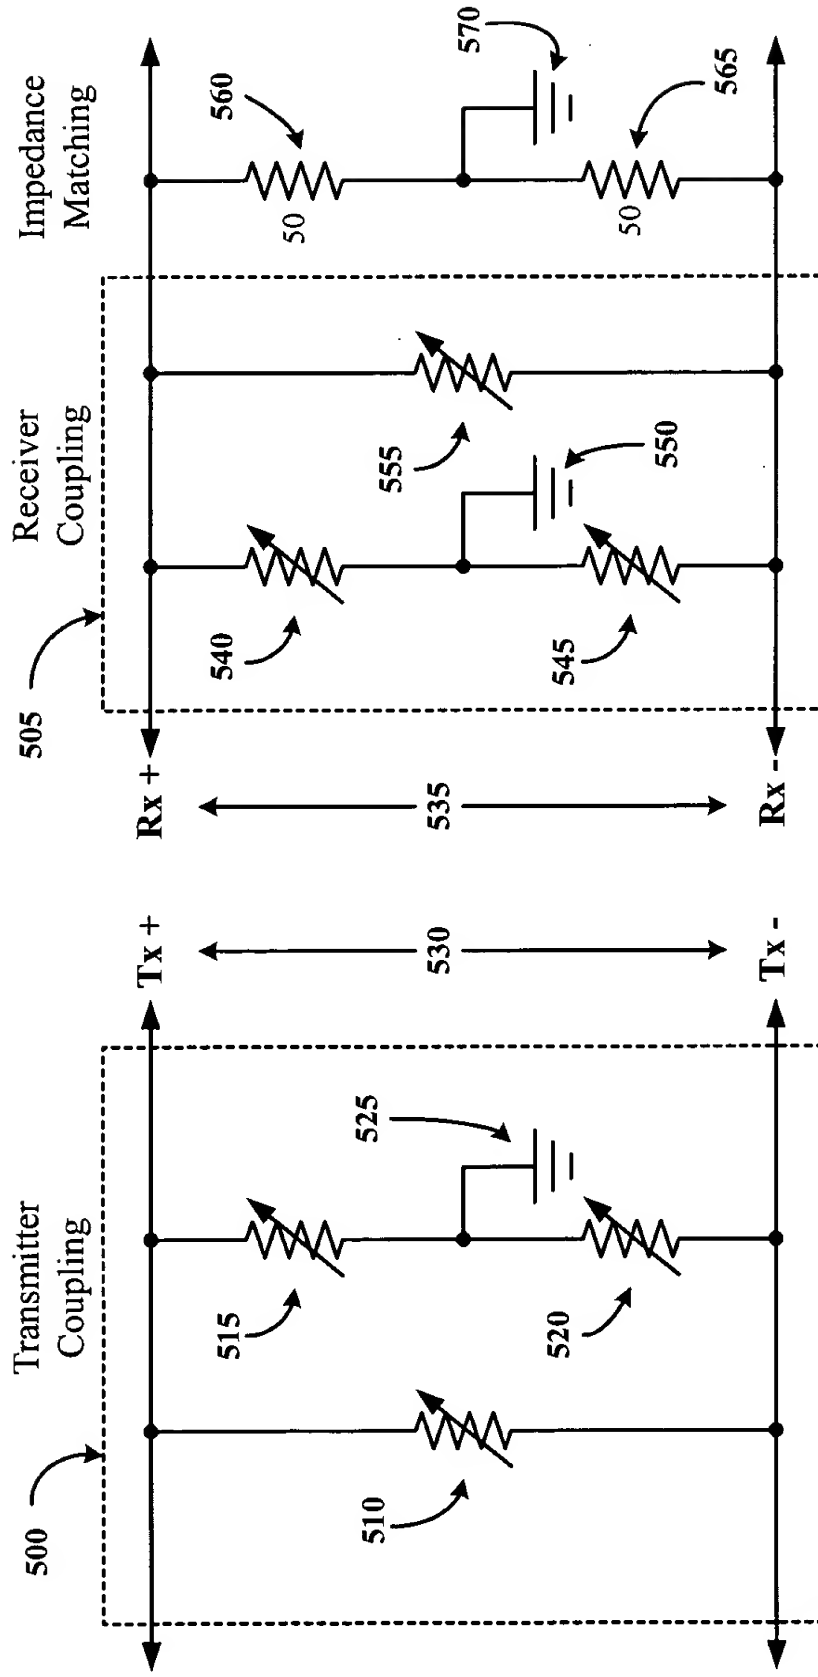 Transmitter
Coupling
Receiver
Coupling
Impedance
Matching
500
505
Tx +
Rx +
515
525
540
560
570
510
530
535
555
550
50
50
520
545
565
Tx -
Rx -